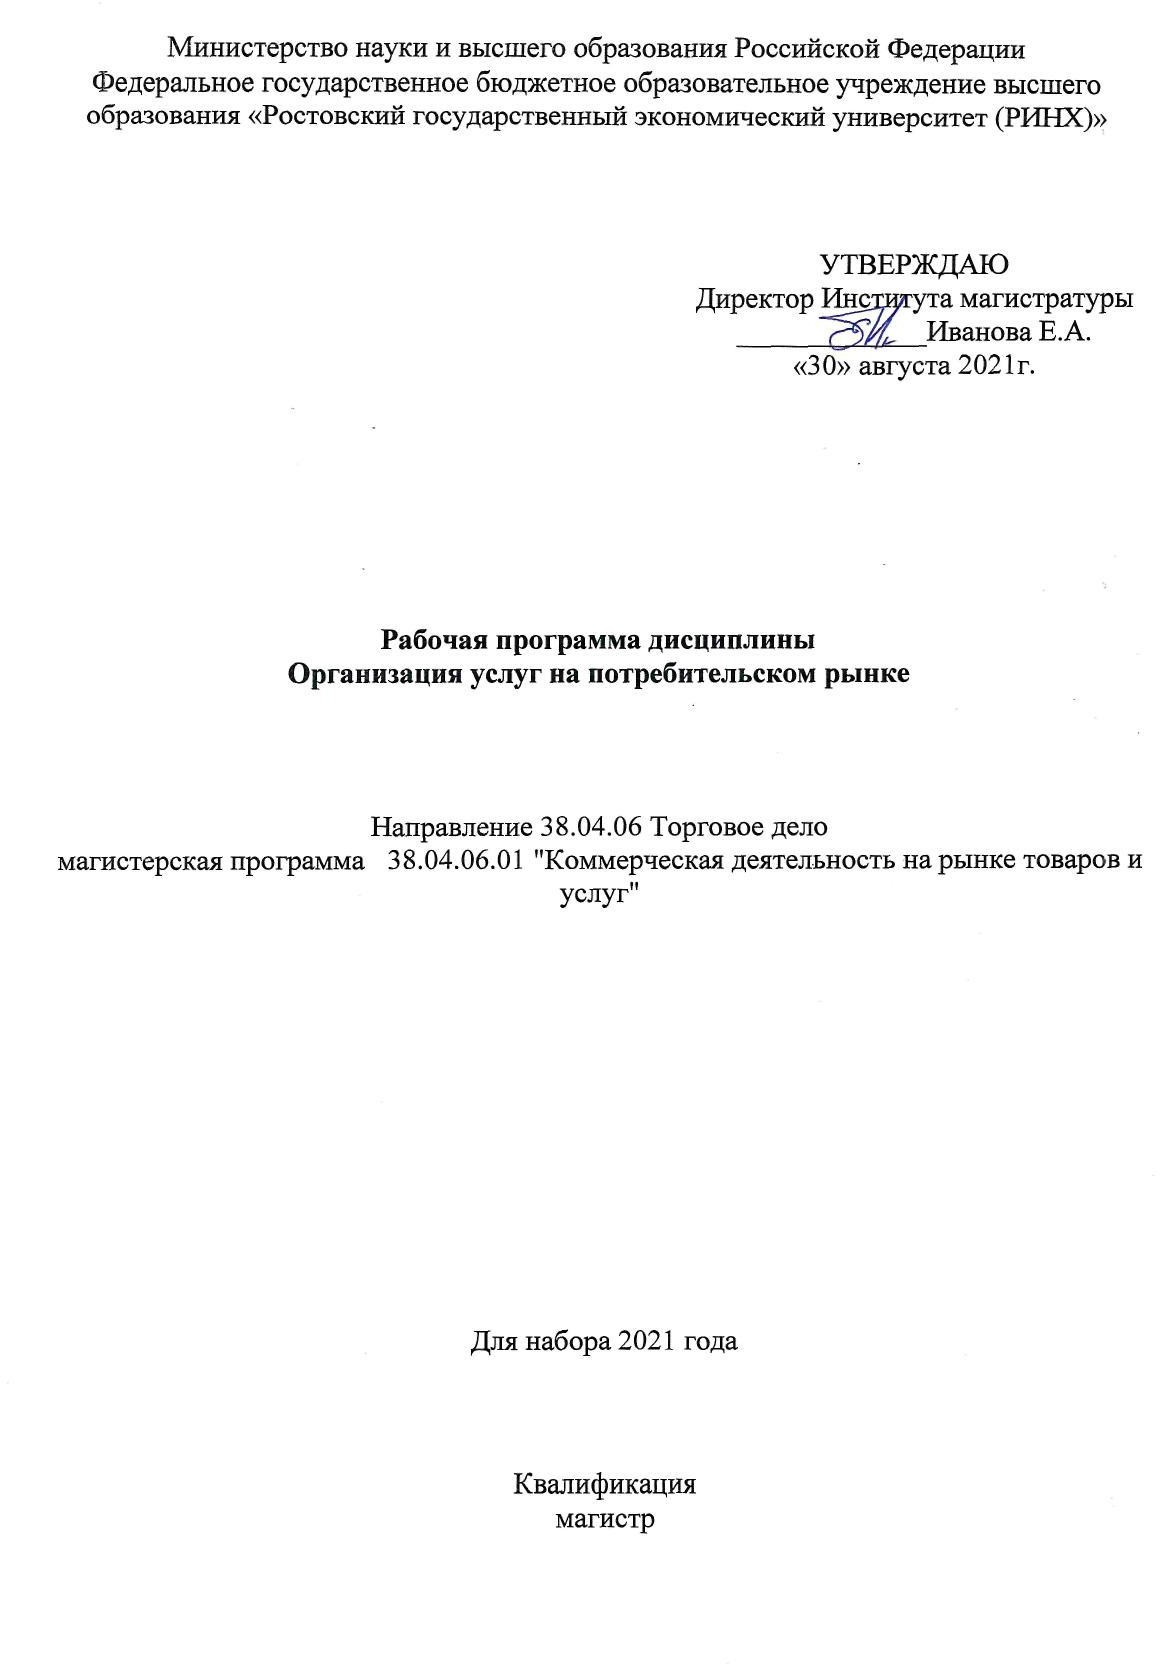 Министерство науки и высшего образования Российской Федерации
Федеральное государственное бюджетное образовательное учреждение высшего
образования «Ростовский государственный экономический университет (РИНХ)»
УТВЕРЖДАЮ
Директор Института магистратуры
Иванова Е.А.
«30» августа 2021г.
Рабочая программа дисциплины
Организация услуг на потребительском рынке
Направление 38.04.06 Торговое дело
магистерская программа 38.04.06.01 "Коммерческая деятельность на рынке товаров и
услуг"
Для набора 2021 года
Квалификация
магистр